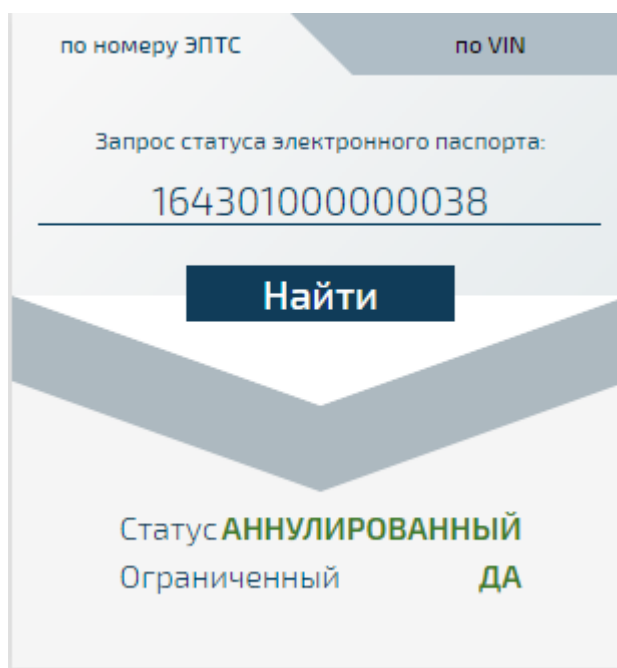 по номеру ЭПТС
по VIN
Запрос статуса электронного паспорта:
164301000000038
Найти
Статус АННУЛИРОВАННЫЙ
Ограниченный ДА